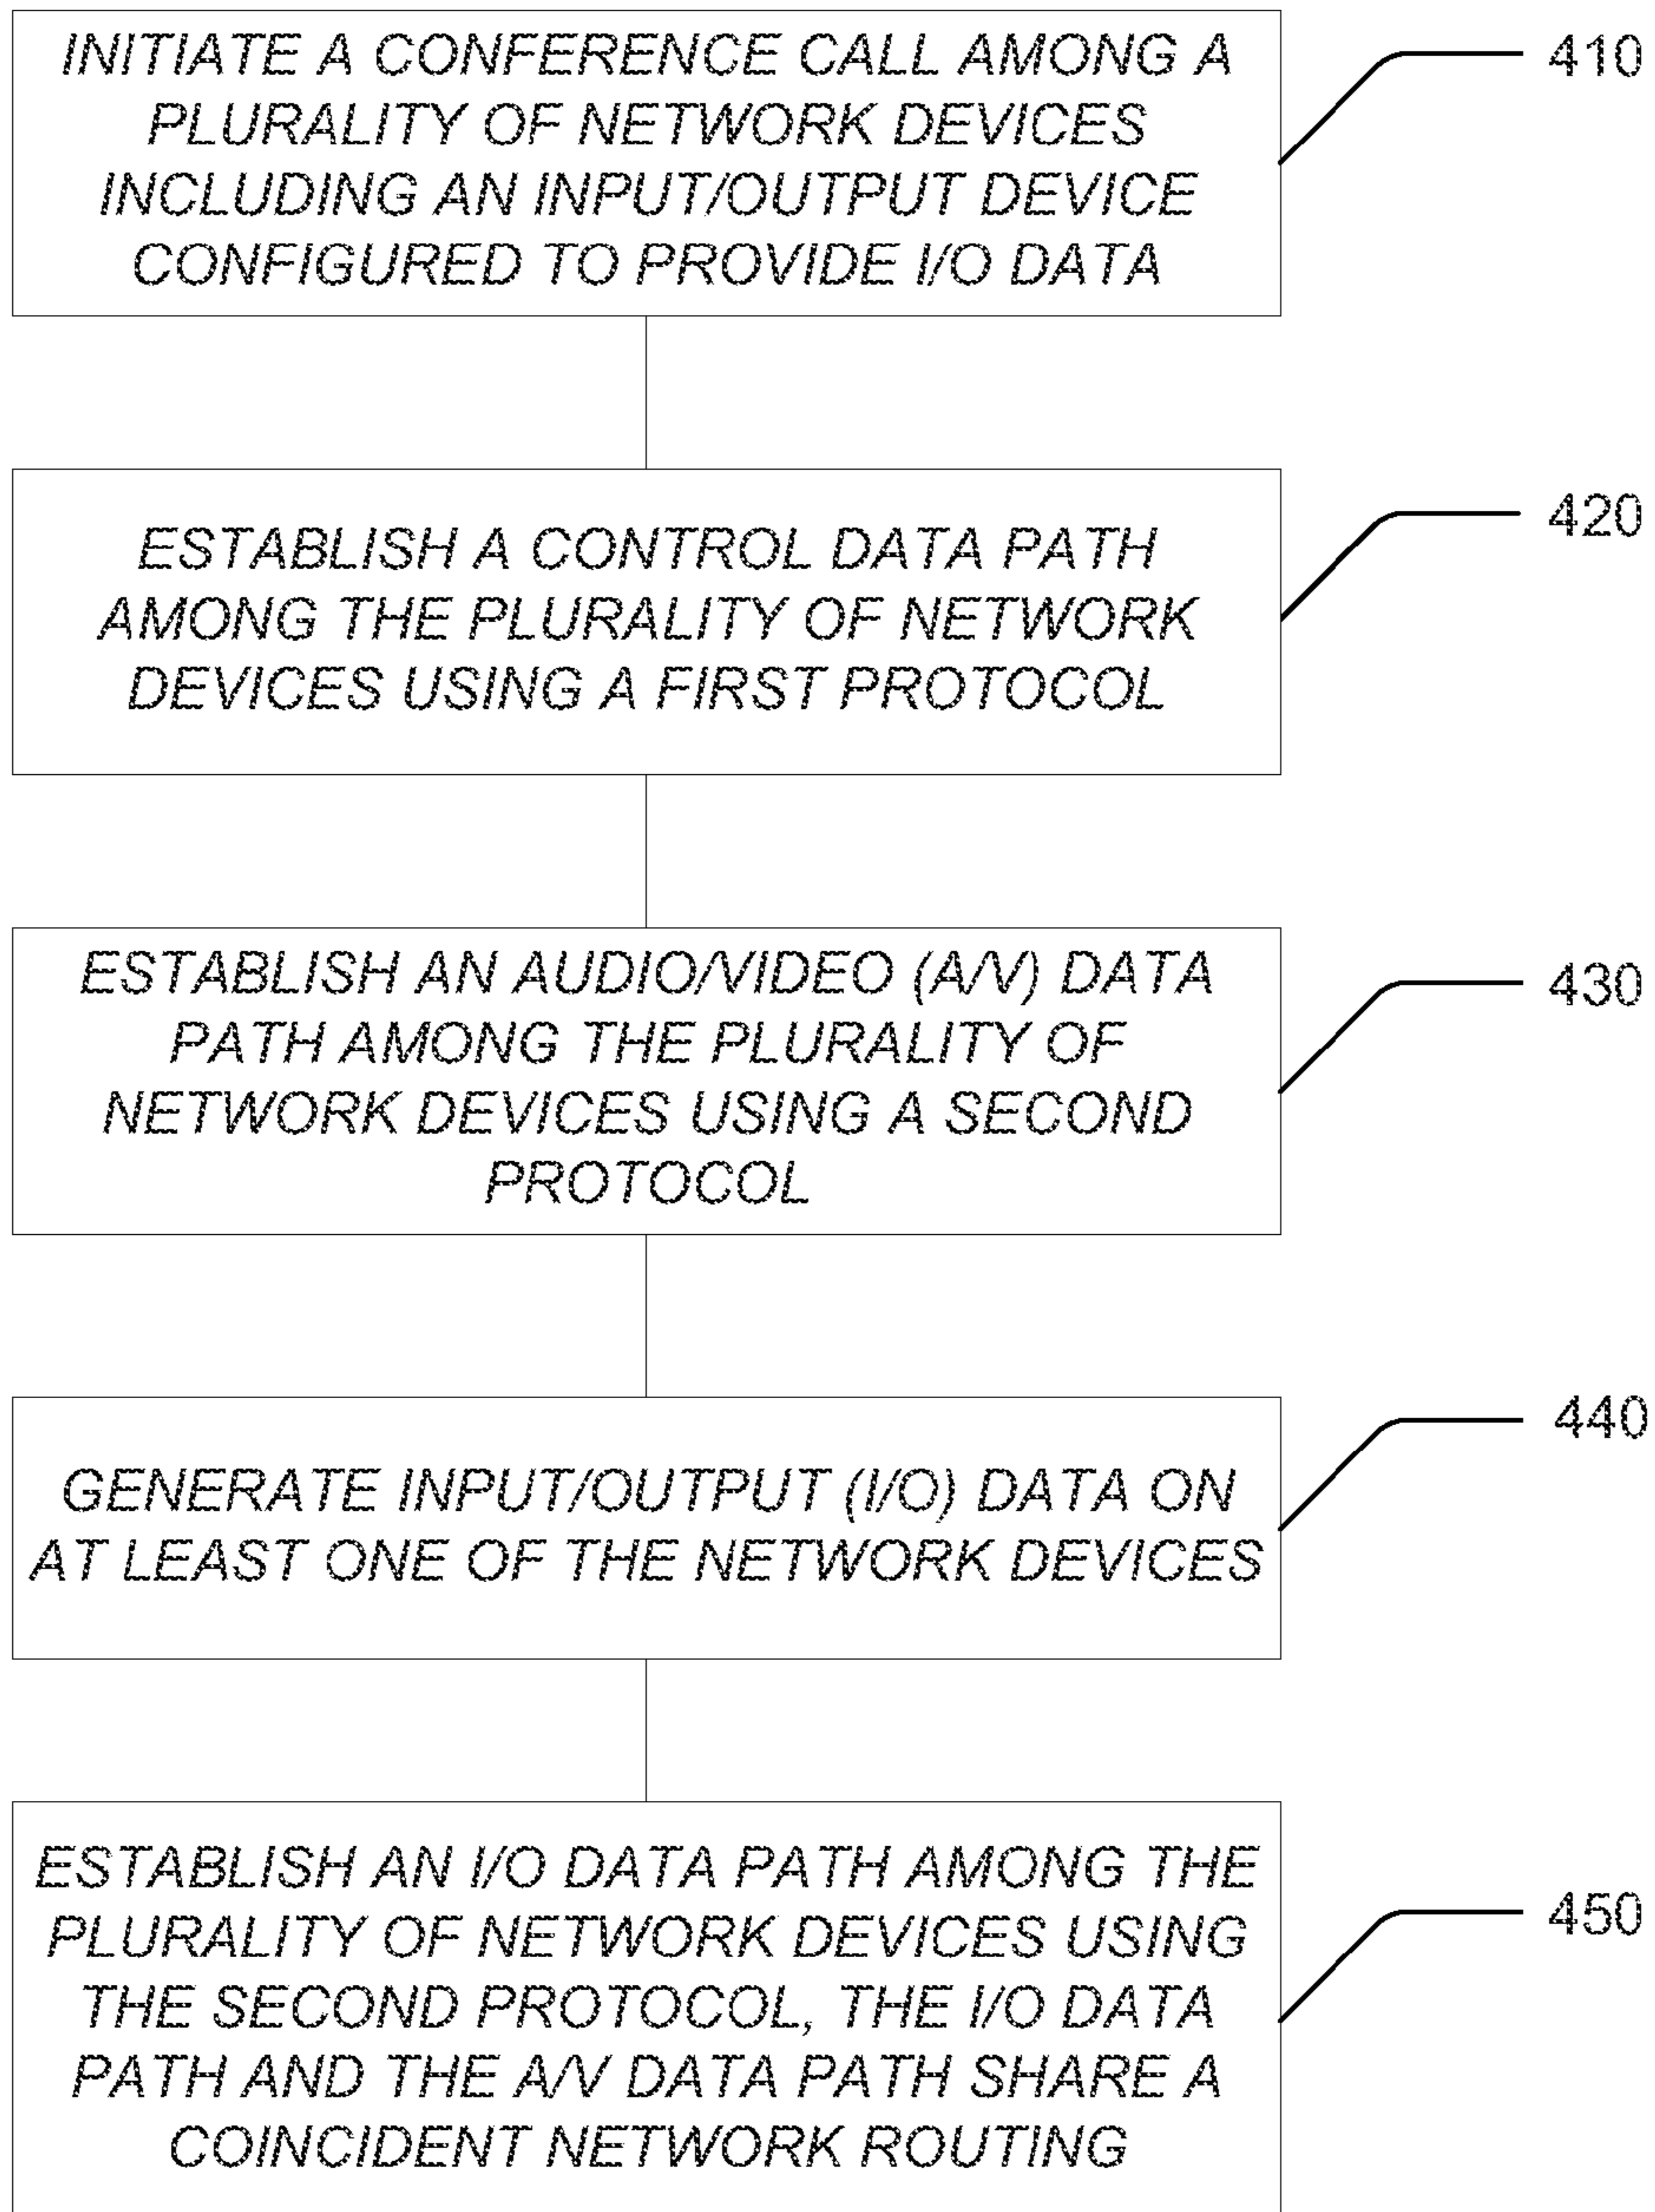 INITIATE A CONFERENCE CALL AMONG A
PLURALITY OF NETWORK DEVICES
INCLUDING AN INPUT/OUTPUT DEVICE
CONFIGURED TO PROVIDE I/O DATA
410
ESTABLISH A CONTROL DATA PATH
AMONG THE PLURALITY OF NETWORK
DEVICES USING A FIRST PROTOCOL
420
ESTABLISH AN AUDIO/VIDEO (A/V) DATA
PATH AMONG THE PLURALITY OF
NETWORK DEVICES USING A SECOND
PROTOCOL
430
GENERATE INPUT/OUTPUT (I/O) DATA ON
AT LEAST ONE OF THE NETWORK DEVICES
440
ESTABLISH AN I/O DATA PATH AMONG THE
PLURALITY OF NETWORK DEVICES USING
THE SECOND PROTOCOL, THE I/O DATA
PATH AND THE A/V DATA PATH SHARE A
COINCIDENT NETWORK ROUTING
450